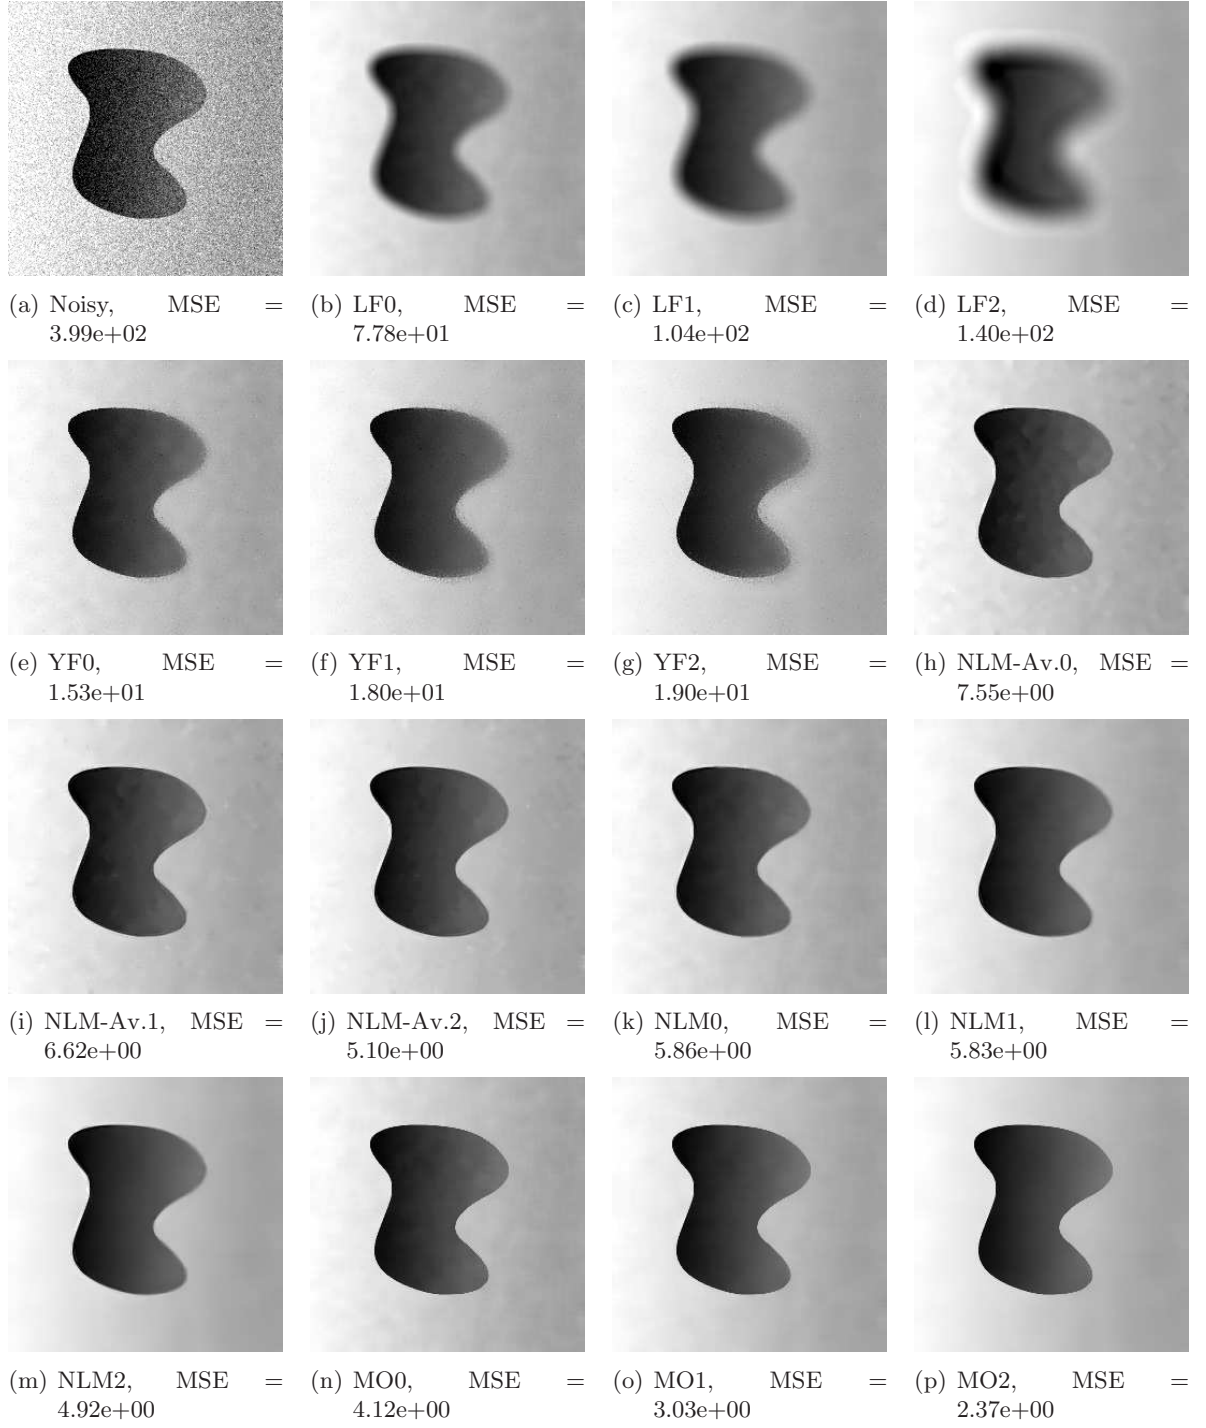 (a) Noisy, MSE =
3.99e+02
(b) LF0, MSE =
7.78e+01
(c) LF1, MSE =
1.04e+02
(d) LF2, MSE =
1.40e+02
(e) YF0, MSE =
1.53e+01
(f) YF1, MSE =
1.80e+01
(g) YF2, MSE =
1.90e+01
(h) NLM-Av.0, MSE =
7.55e+00
(i) NLM-Av.1, MSE =
6.62e+00
(j) NLM-Av.2, MSE =
5.10e+00
(k) NLM0, MSE =
5.86e+00
(l) NLM1, MSE =
5.83e+00
(m) NLM2, MSE =
4.92e+00
(n) MO0, MSE =
4.12e+00
(o) MO1, MSE =
3.03e+00
(p) MO2, MSE =
2.37e+00